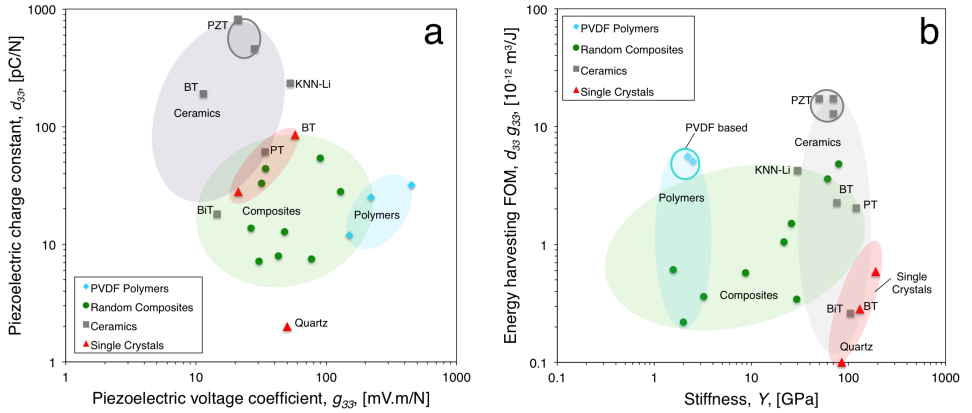 a
Piezoelectric charge constant, d33, [pC/N]
1000
100
10
1
PZT
BT
Ceramics
KNN-Li
BT
PT
BiT
Composites
Polymers
Quartz
PVDF Polymers
Random Composites
Ceramics
Single Crystals
1
10
100
1000
Piezoelectric voltage coefficient, g33, [mV.m/N]
b
Energy harvesting FOM, d33 g33, [10-12 m3/J]
100
10
1
0.1
PVDF Polymers
Random Composites
Ceramics
Single Crystals
PZT
PVDF based
Ceramics
KNN-Li
Polymers
BT
PT
Composites
Single
Crystals
BiT
BT
Quartz
0.1
1
10
100
1000
Stiffness, Y, [GPa]